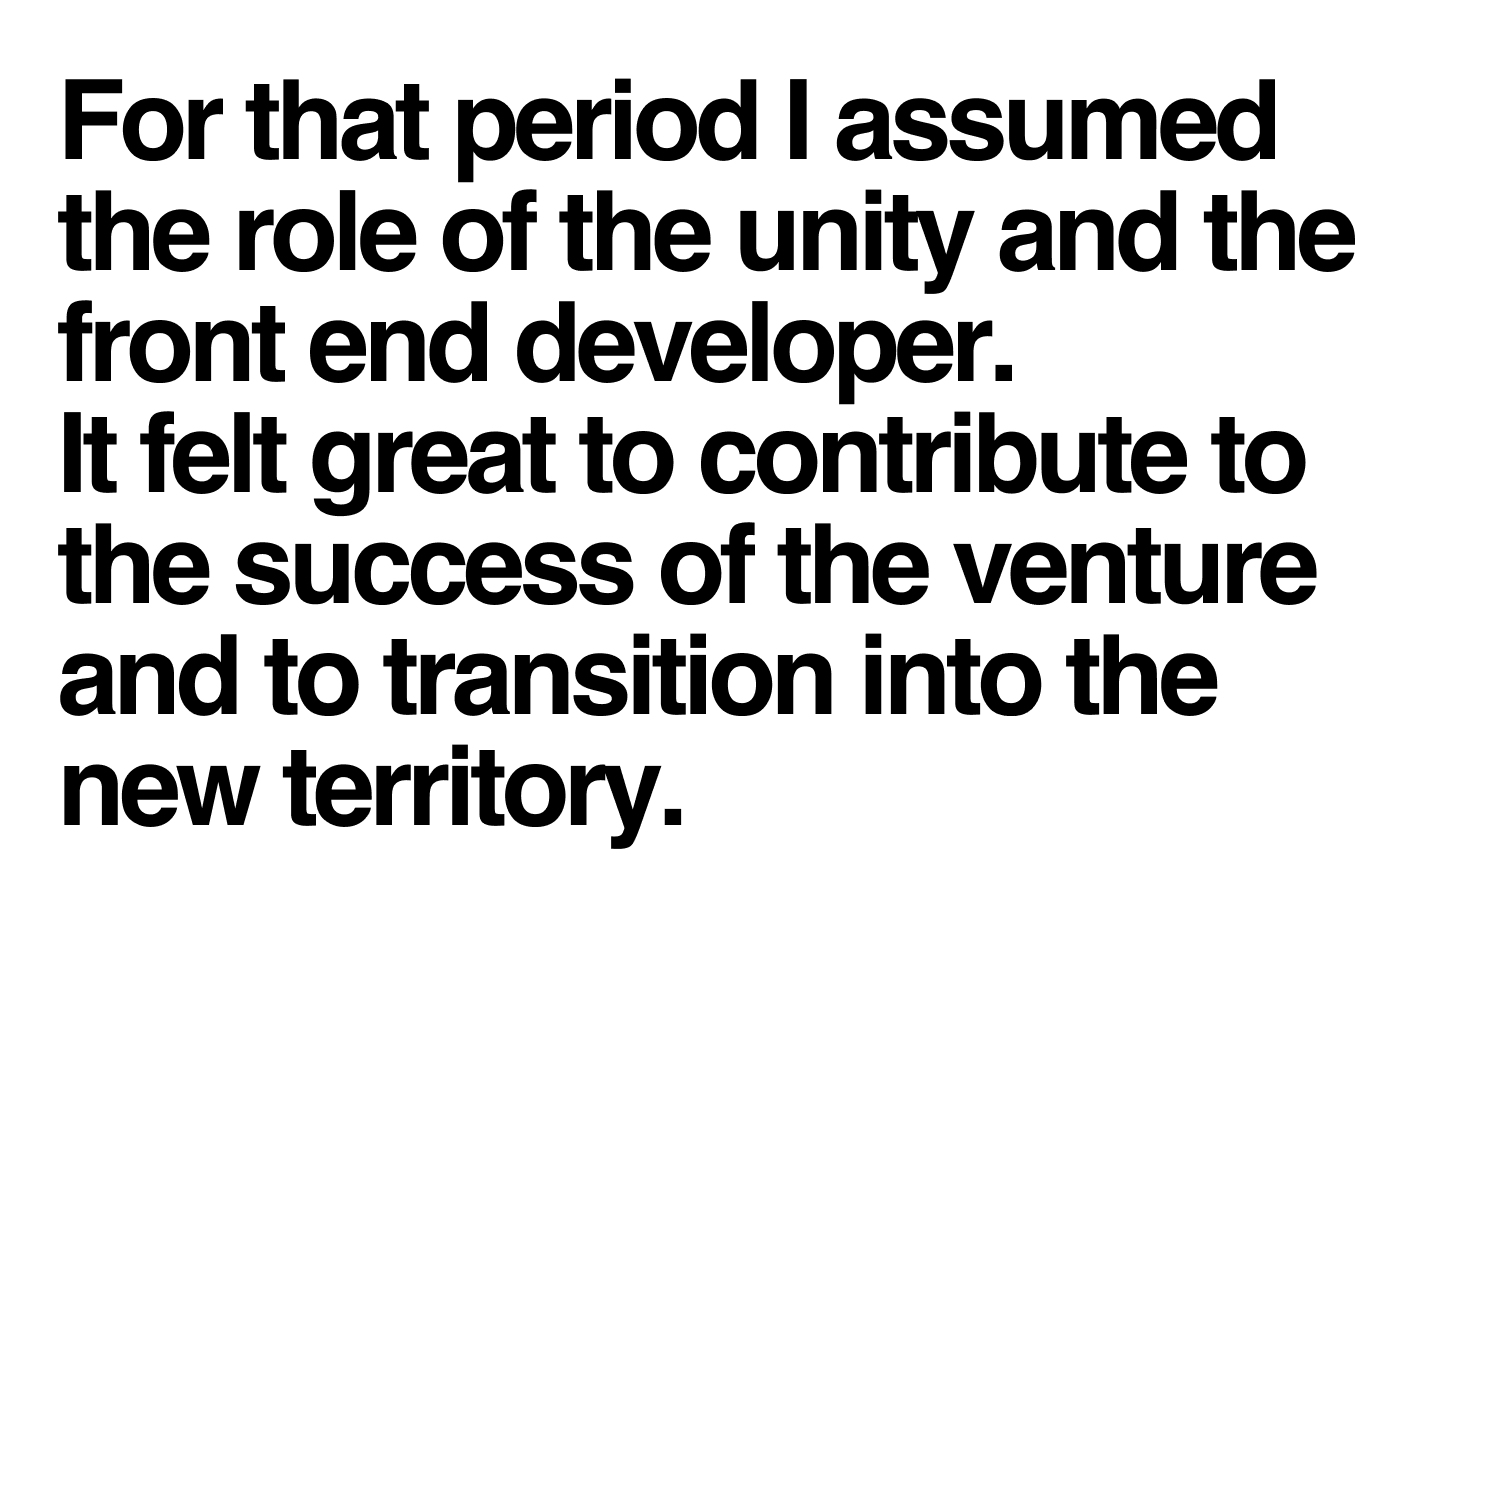 For that period I assumed
the role of the unity and the
front end developer.
It felt great to contribute to
the success of the venture
and to transition into the
new territory.